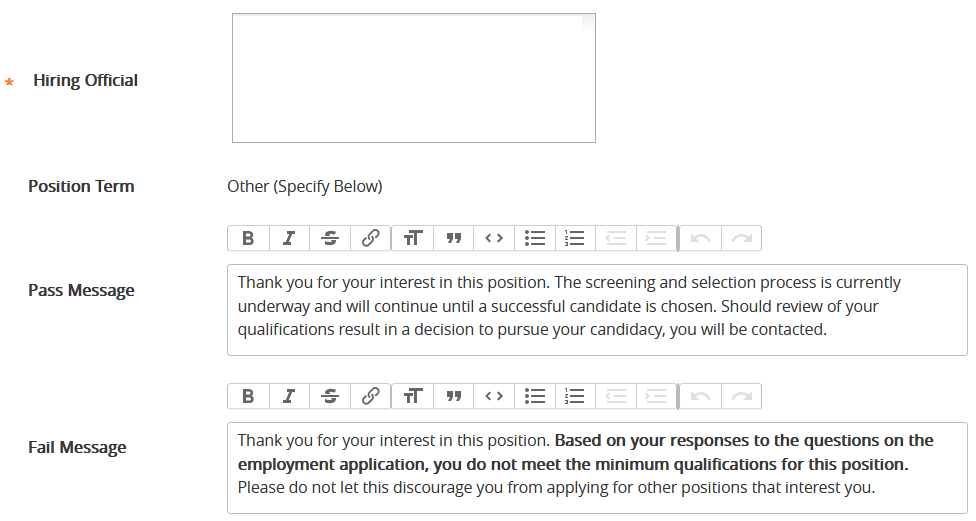 * Hiring Official
Position Term Other (Specify Below)
Pass Message
Thank you for your interest in this position. The screening and selection process is currently
underway and will continue until a successful candidate is chosen. Should review of your
qualifications result in a decision to pursue your candidacy, you will be contacted.
Fail Message
Thank you for your interest in this position. Based on your responses to the questions on the
employment application, you do not meet the minimum qualifications for this position.
Please do not let this discourage you from applying for other positions that interest you.